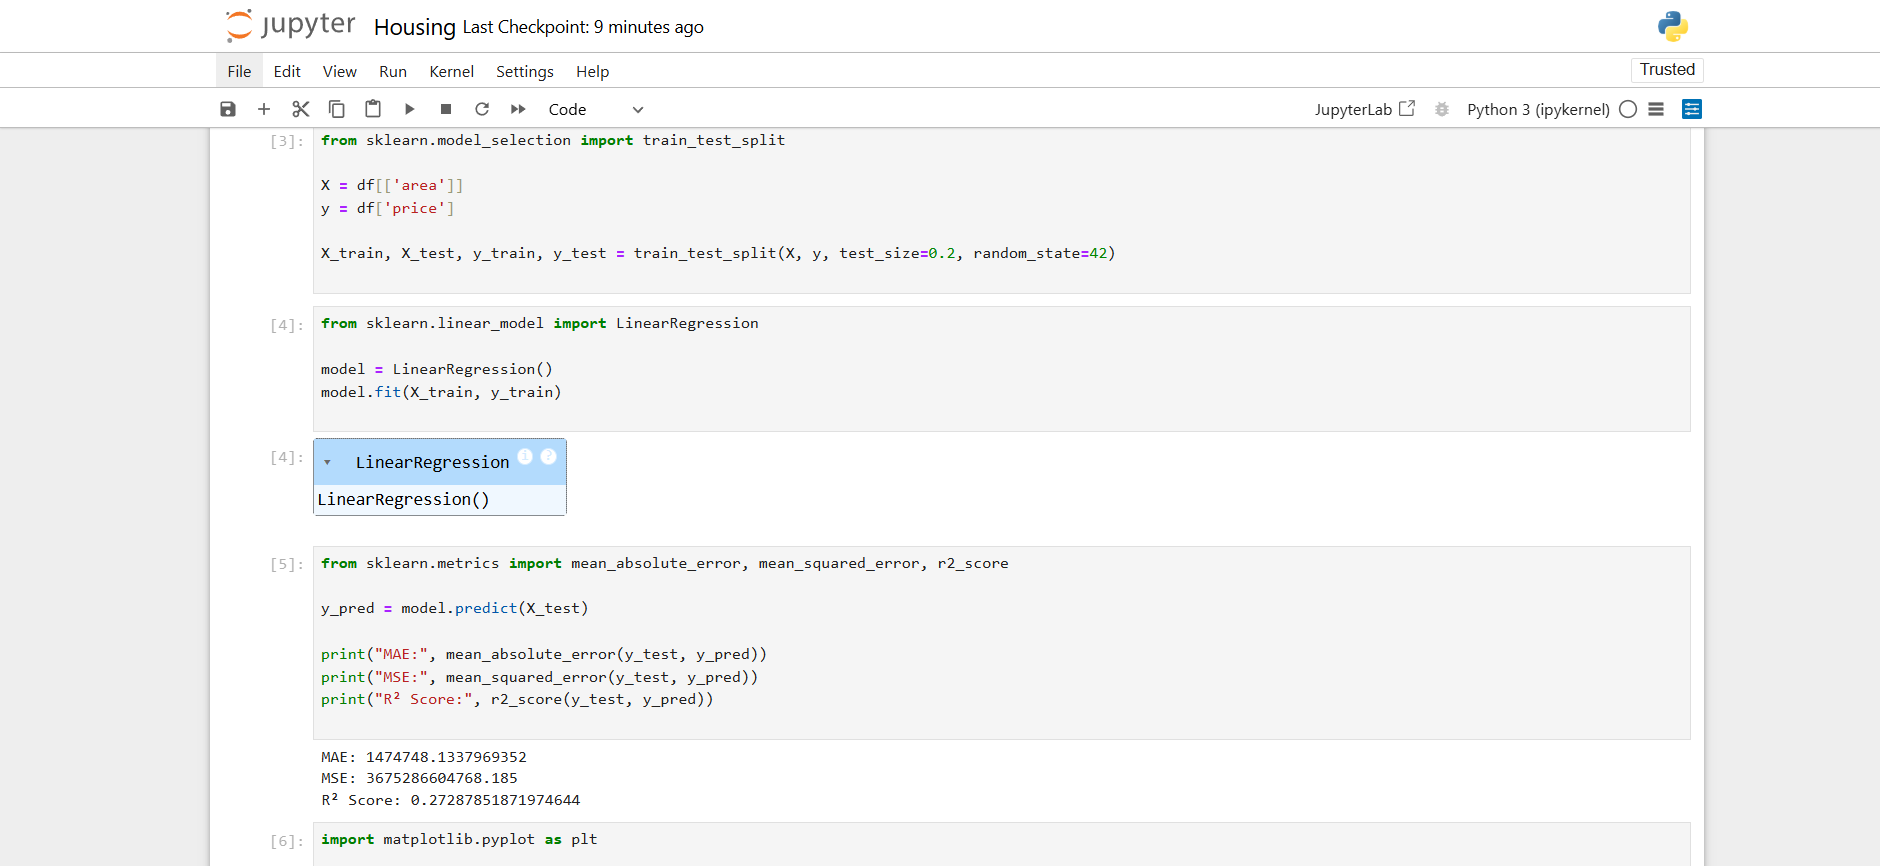 jupyter Housing Last Checkpoint: 9 minutes ago
File Edit View Run Kernel Settings Help Trusted
Code JupyterLab Python 3 (ipykernel)
[3]: from sklearn.model_selection import train_test_split
X = df[['area']]
y = df['price']
X_train, X_test, y_train, y_test = train_test_split(X, y, test_size=0.2, random_state=42)
[4]: from sklearn.linear_model import LinearRegression
model = LinearRegression()
model.fit(X_train, y_train)
[4]: LinearRegression i ?
LinearRegression()
[5]: from sklearn.metrics import mean_absolute_error, mean_squared_error, r2_score
y_pred = model.predict(X_test)
print("MAE:", mean_absolute_error(y_test, y_pred))
print("MSE:", mean_squared_error(y_test, y_pred))
print("R² Score:", r2_score(y_test, y_pred))
MAE: 1474748.1337969352
MSE: 3675286604768.185
R² Score: 0.27287851871974644
[6]: import matplotlib.pyplot as plt